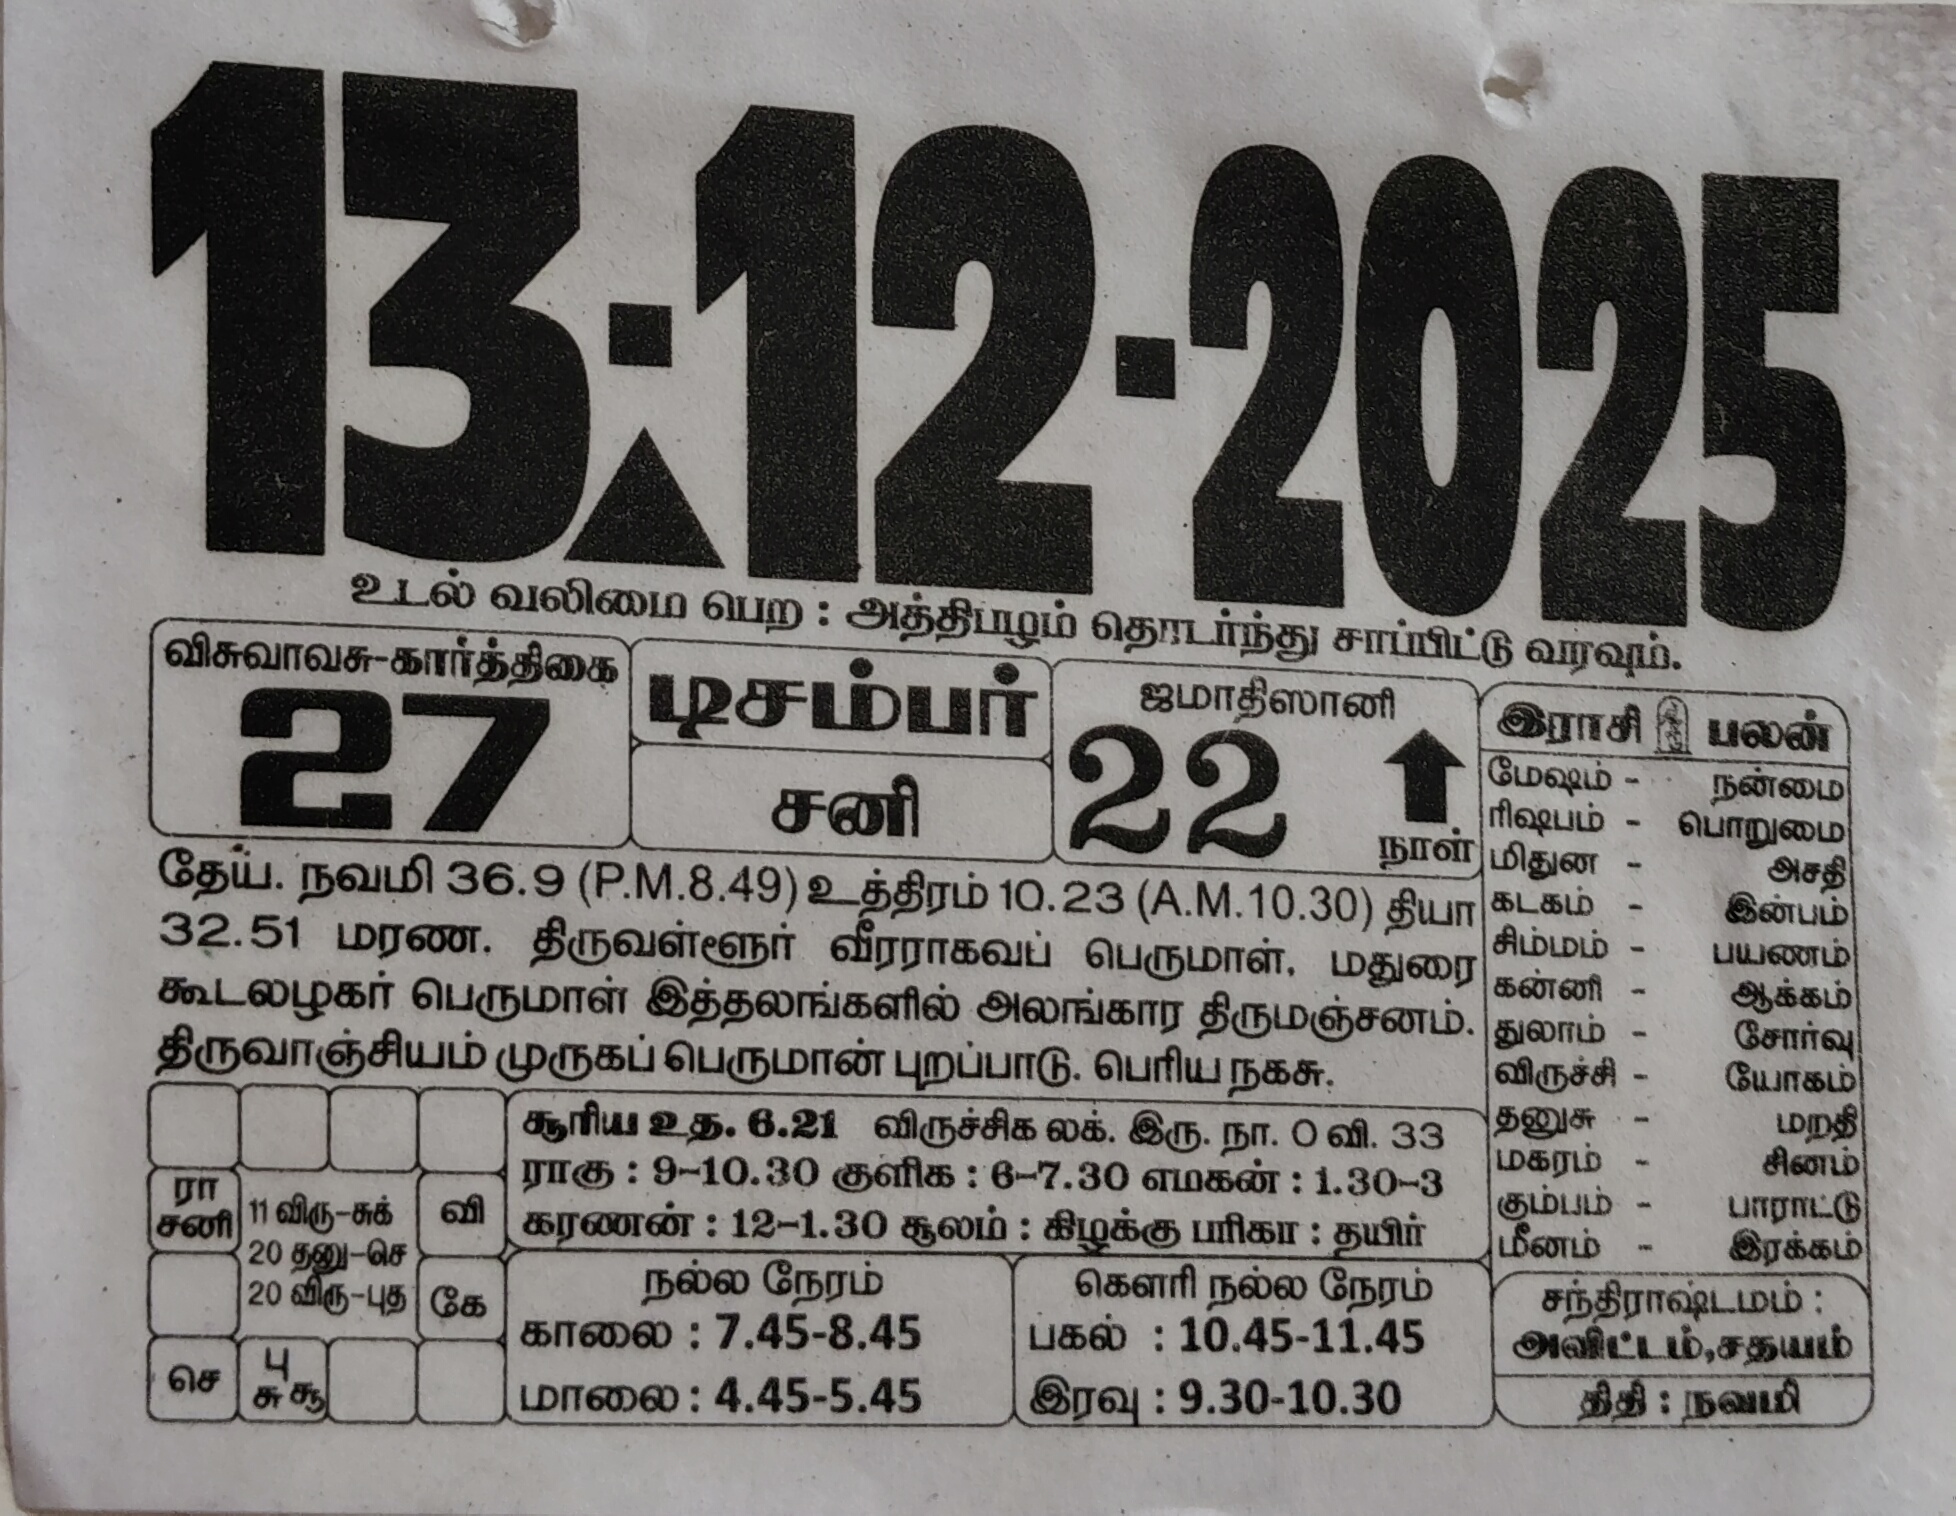 13-12-2025
உடல் வலிமை பெற : அத்திபழம் தொடர்ந்து சாப்பிட்டு வரவும்.
விசுவாவசு-கார்த்திகை
27
டிசம்பர்
சனி
ஜமாதிஸானி
22
நாள்
தேய். நவமி 36.9 (P.M.8.49) உத்திரம் 10.23 (A.M.10.30) தியா
32.51 மரண. திருவள்ளூர் வீரராகவப் பெருமாள். மதுரை
கூடலழகர் பெருமாள் இத்தலங்களில் அலங்கார திருமஞ்சனம்.
திருவாஞ்சியம் முருகப் பெருமான் புறப்பாடு. பெரிய நகசு.
இராசி பலன்
மேஷம் - நன்மை
ரிஷபம் - பொறுமை
மிதுன - அசதி
கடகம் - இன்பம்
சிம்மம் - பயணம்
கன்னி - ஆக்கம்
துலாம் - சோர்வு
விருச்சி - யோகம்
தனுசு - மறதி
மகரம் - சினம்
கும்பம் - பாராட்டு
மீனம் - இரக்கம்
சந்திராஷ்டமம் :
அவிட்டம்,சதயம்
திதி : நவமி
ரா
சனி
11 விரு-சுக்
20 தனு-செ
20 விரு-புத
வி
கே
செ
பு
சு சூ
சூரிய உத. 6.21 விருச்சிக லக். இரு. நா. 0 வி. 33
ராகு : 9-10.30 குளிக : 6-7.30 எமகன் : 1.30-3
கரணன் : 12-1.30 சூலம் : கிழக்கு பரிகா : தயிர்
நல்ல நேரம்
காலை : 7.45-8.45
மாலை : 4.45-5.45
கௌரி நல்ல நேரம்
பகல் : 10.45-11.45
இரவு : 9.30-10.30